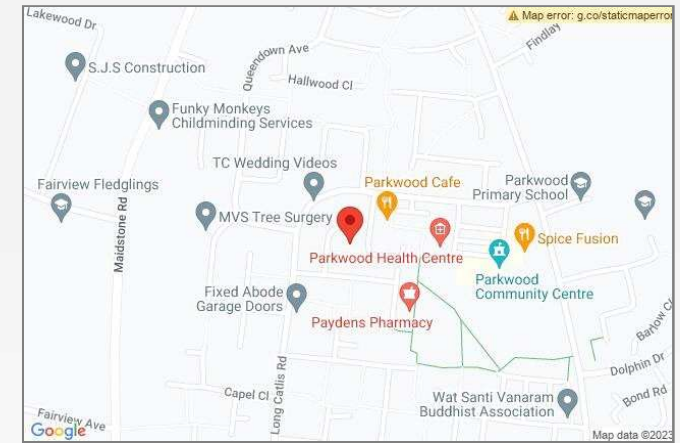 Lakewood Dr
Map error: g.co/staticmaperror
Findlay
Queendown Ave
S.J.S Construction
Hallwood Cl
Funky Monkeys
Childminding Services
TC Wedding Videos
Parkwood Cafe
Parkwood
Primary School
Fairview Fledglings
MVS Tree Surgery
Maidstone Rd
Spice Fusion
Parkwood Health Centre
Parkwood
Community Centre
Fixed Abode
Garage Doors
Paydens Pharmacy
Barlow C
Long Catlis Rd
Dolphin Dr
Capel Cl
Wat Santi Vanaram
Buddhist Association
Bond Rd
Fairview Ave
Google
Map data ©2023